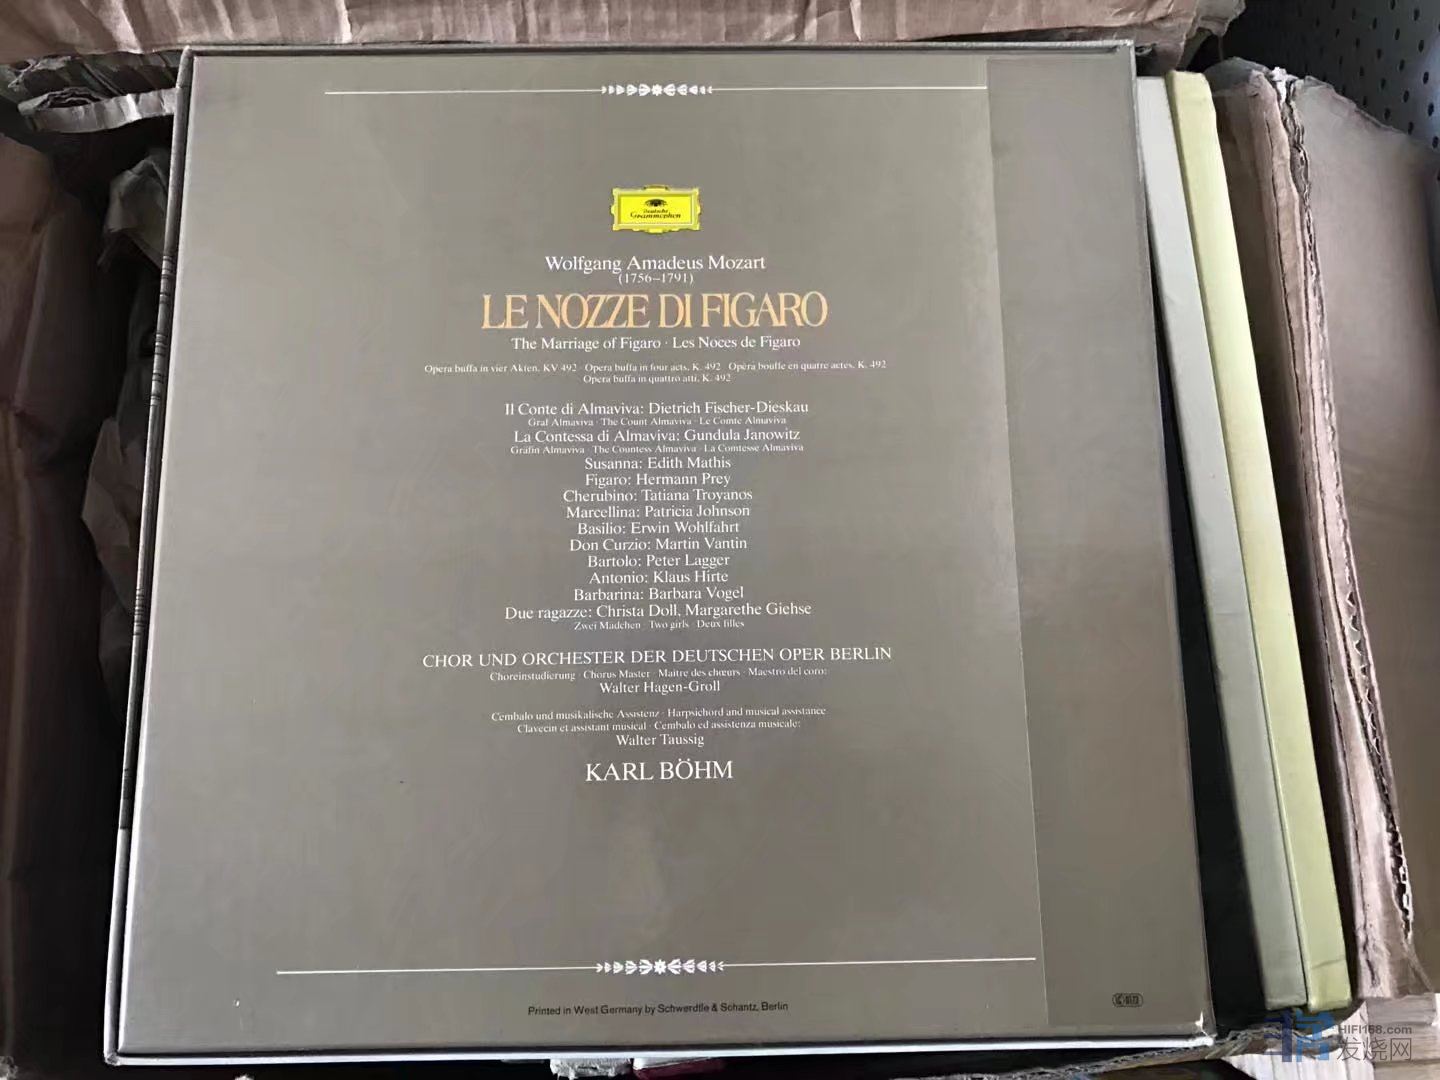 Deutsche
Grammophon
Wolfgang Amadeus Mozart
(1756–1791)
LE NOZZE DI FIGARO
The Marriage of Figaro · Les Noces de Figaro
Opera buffa in vier Akten, KV 492 · Opera buffa in four acts, K. 492 · Opéra bouffe en quatre actes, K. 492
Opera buffa in quattro atti, K. 492
Il Conte di Almaviva: Dietrich Fischer-Dieskau
Graf Almaviva · The Count Almaviva · Le Comte Almaviva
La Contessa di Almaviva: Gundula Janowitz
Gräfin Almaviva · The Countess Almaviva · La Comtesse Almaviva
Susanna: Edith Mathis
Figaro: Hermann Prey
Cherubino: Tatiana Troyanos
Marcellina: Patricia Johnson
Basilio: Erwin Wohlfahrt
Don Curzio: Martin Vantin
Bartolo: Peter Lagger
Antonio: Klaus Hirte
Barbarina: Barbara Vogel
Due ragazze: Christa Doll, Margarethe Giehse
Zwei Mädchen · Two girls · Deux filles
CHOR UND ORCHESTER DER DEUTSCHEN OPER BERLIN
Choreinstudierung · Chorus Master · Maître des chœurs · Maestro del coro:
Walter Hagen-Groll
Cembalo und musikalische Assistenz · Harpsichord and musical assistance
Clavecin et assistant musical · Cembalo ed assistenza musicale:
Walter Taussig
KARL BÖHM
Printed in West Germany by Schwerdtle & Schantz, Berlin
HIFI168.com
发烧网